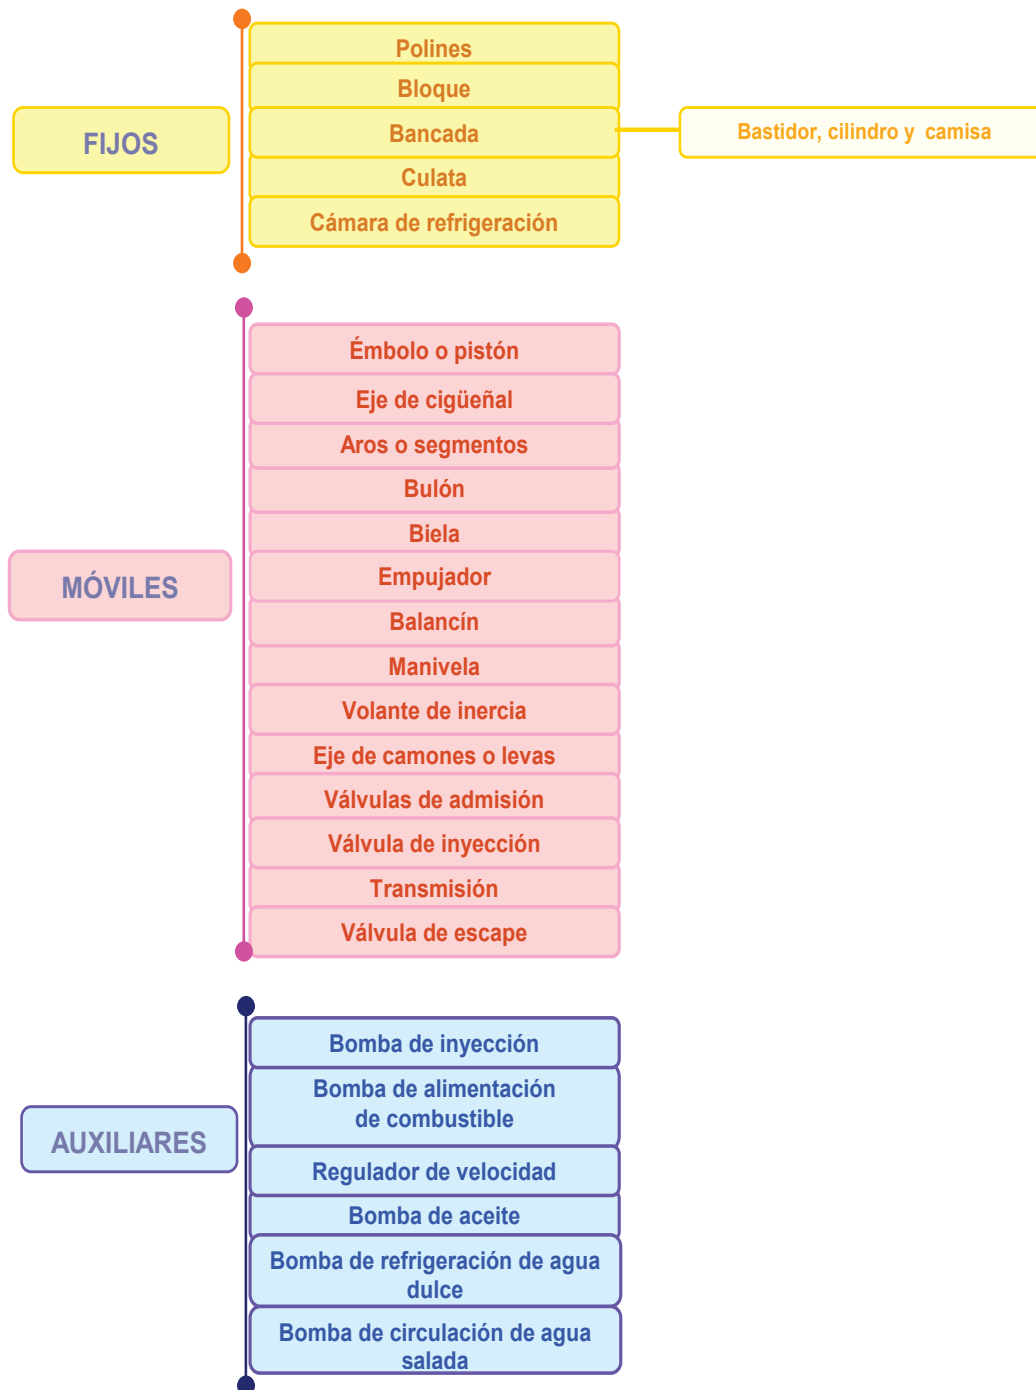 FIJOS
Polines
Bloque
Bancada
Bastidor, cilindro y camisa
Culata
Cámara de refrigeración
MÓVILES
Émbolo o pistón
Eje de cigüeñal
Aros o segmentos
Bulón
Biela
Empujador
Balancín
Manivela
Volante de inercia
Eje de camones o levas
Válvulas de admisión
Válvula de inyección
Transmisión
Válvula de escape
AUXILIARES
Bomba de inyección
Bomba de alimentación
de combustible
Regulador de velocidad
Bomba de aceite
Bomba de refrigeración de agua
dulce
Bomba de circulación de agua
salada